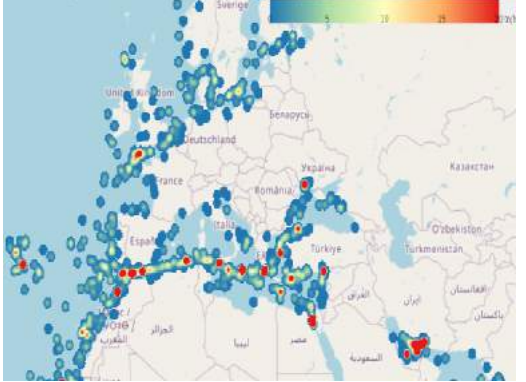 Sverige
5
10
15
20
United Kingdom
Беларусь
Deutschland
Україна
Казахстан
France
România
Italia
España
Türkiye
O'zbekiston
Turkmenistan
افغانستان
ایران
العراق
پاکستان
الجزائر
ليبيا
مصر
السعودية
المغرب